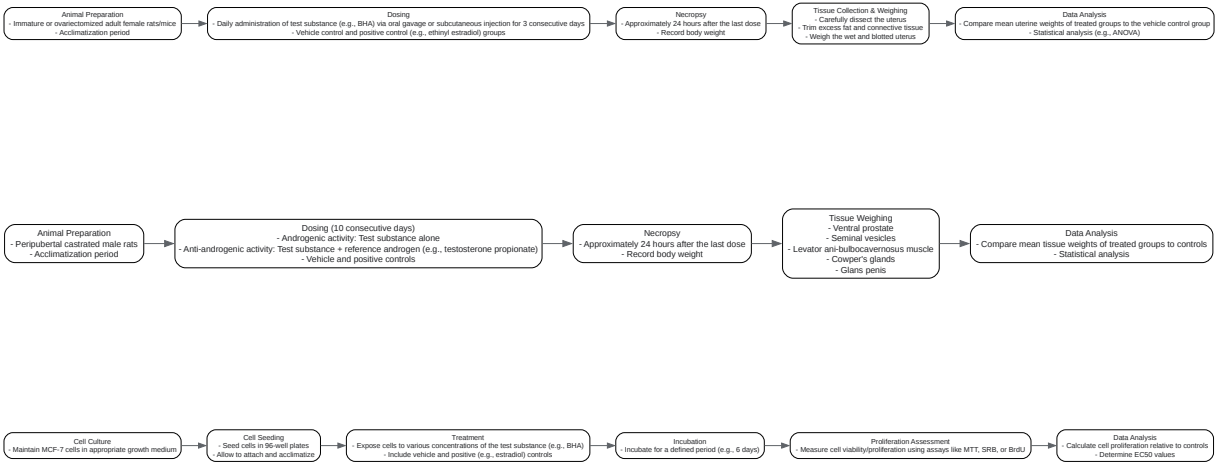 Animal Preparation
- Immature or ovariectomized adult female rats/mice
- Acclimatization period
Dosing
- Daily administration of test substance (e.g., BHA) via oral gavage or subcutaneous injection for 3 consecutive days
- Vehicle control and positive control (e.g., ethinyl estradiol) groups
Necropsy
- Approximately 24 hours after the last dose
- Record body weight
Tissue Collection & Weighing
- Carefully dissect the uterus
- Trim excess fat and connective tissue
- Weigh the wet and blotted uterus
Data Analysis
- Compare mean uterine weights of treated groups to the vehicle control group
- Statistical analysis (e.g., ANOVA)
Animal Preparation
- Peripubertal castrated male rats
- Acclimatization period
Dosing (10 consecutive days)
- Androgenic activity: Test substance alone
- Anti-androgenic activity: Test substance + reference androgen (e.g., testosterone propionate)
- Vehicle and positive controls
Necropsy
- Approximately 24 hours after the last dose
- Record body weight
Tissue Weighing
- Ventral prostate
- Seminal vesicles
- Levator ani-bulbocavernosus muscle
- Cowper's glands
- Glans penis
Data Analysis
- Compare mean tissue weights of treated groups to controls
- Statistical analysis
Cell Culture
- Maintain MCF-7 cells in appropriate growth medium
Cell Seeding
- Seed cells in 96-well plates
- Allow to attach and acclimatize
Treatment
- Expose cells to various concentrations of the test substance (e.g., BHA)
- Include vehicle and positive (e.g., estradiol) controls
Incubation
- Incubate for a defined period (e.g., 6 days)
Proliferation Assessment
- Measure cell viability/proliferation using assays like MTT, SRB, or BrdU
Data Analysis
- Calculate cell proliferation relative to controls
- Determine EC50 values